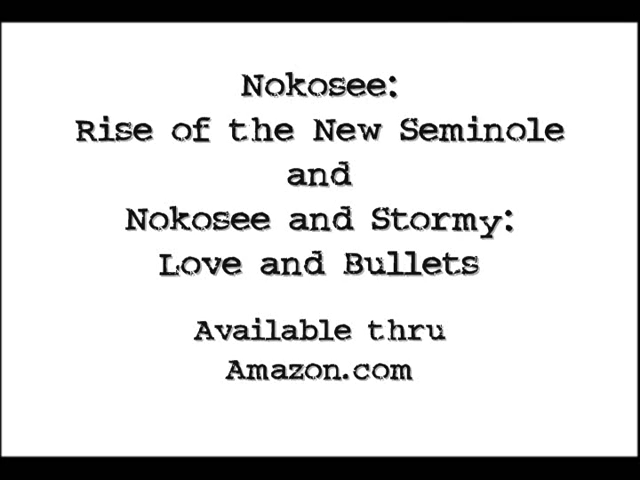 Nokosee:
Rise of the New Seminole
and
Nokosee and Stormy:
Love and Bullets
Available thru
Amazon.com